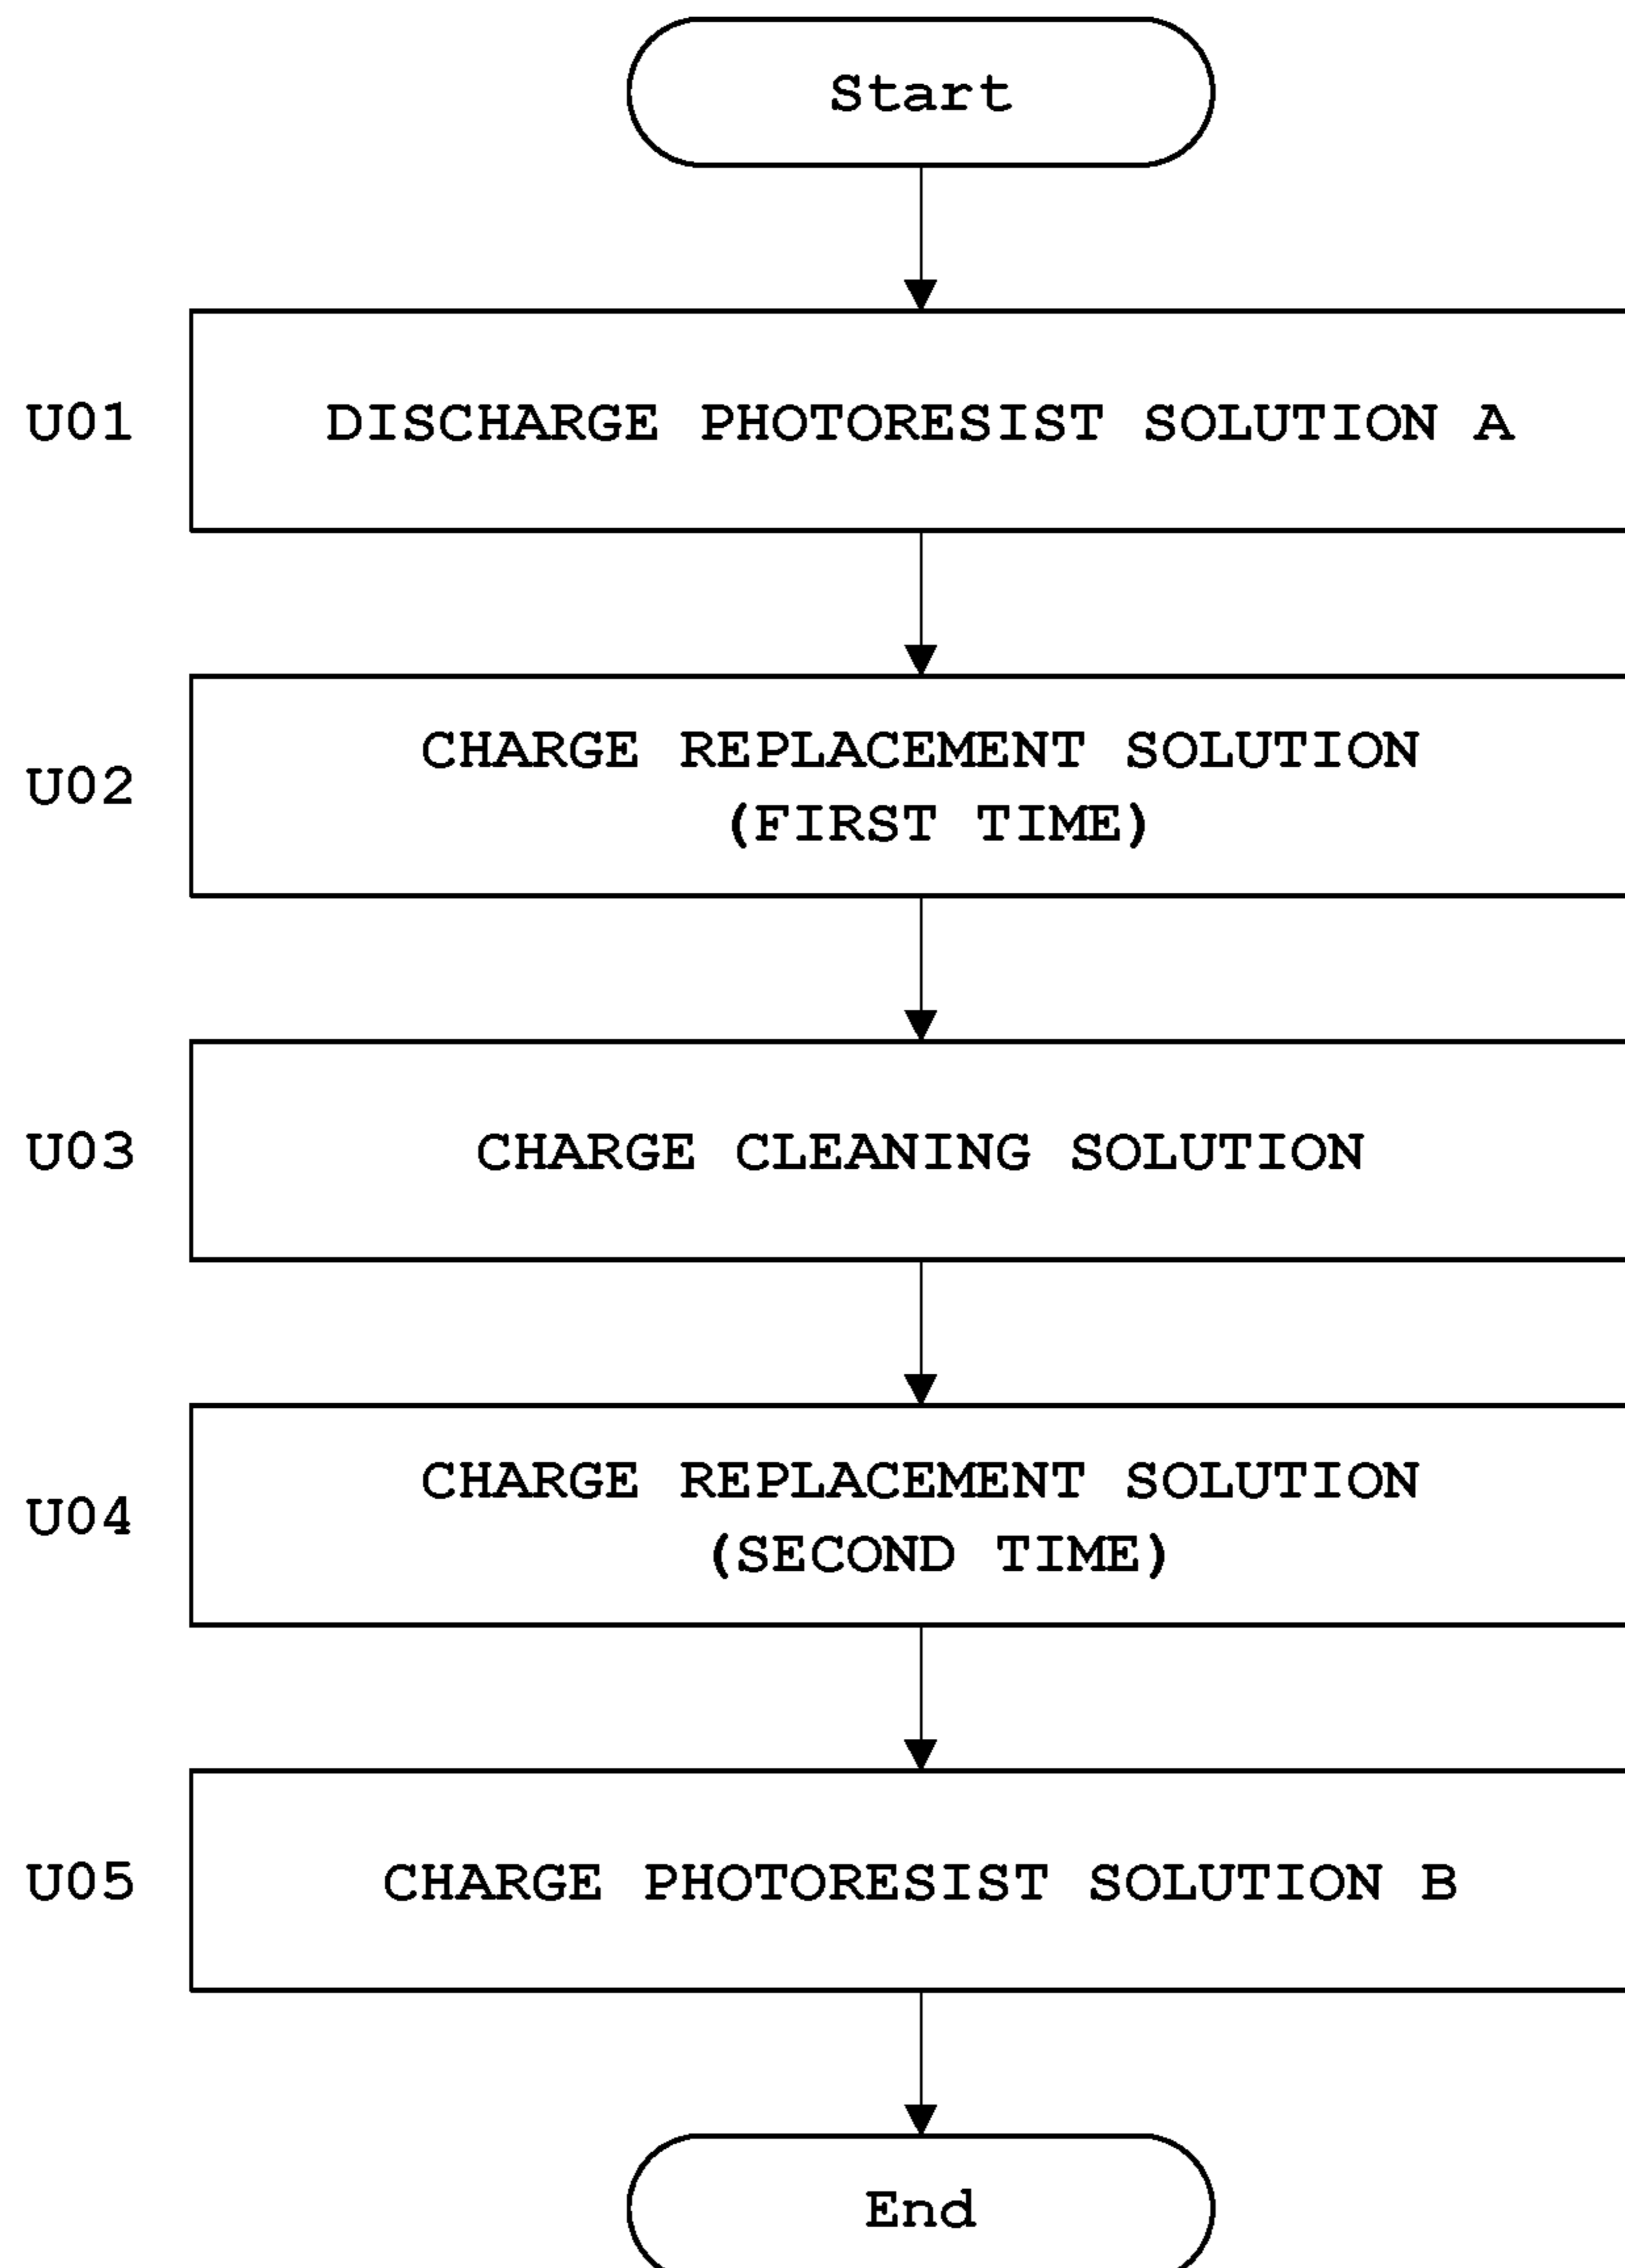 Start
U01
DISCHARGE PHOTORESIST SOLUTION A
U02
CHARGE REPLACEMENT SOLUTION
(FIRST TIME)
U03
CHARGE CLEANING SOLUTION
U04
CHARGE REPLACEMENT SOLUTION
(SECOND TIME)
U05
CHARGE PHOTORESIST SOLUTION B
End